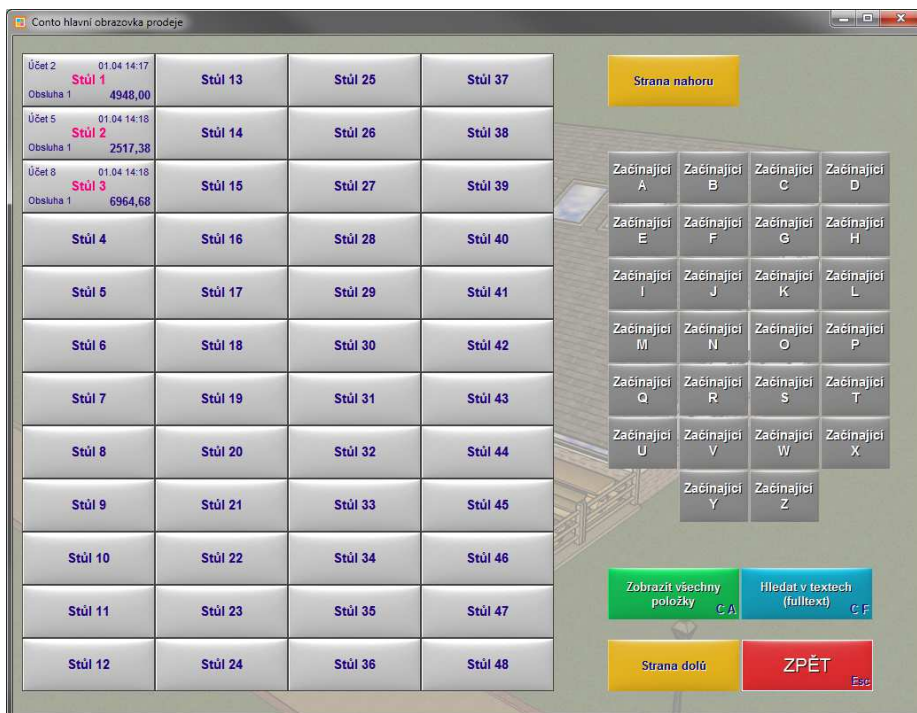 Conto hlavní obrazovka prodeje
Účet 2 01.04 14:17
Stůl 1
Obsluha 1 4948,00
Stůl 13
Stůl 25
Stůl 37
Strana nahoru
Účet 5 01.04 14:18
Stůl 2
Obsluha 1 2517,38
Stůl 14
Stůl 26
Stůl 38
Účet 8 01.04 14:18
Stůl 3
Obsluha 1 6964,68
Stůl 15
Stůl 27
Stůl 39
Stůl 4
Stůl 16
Stůl 28
Stůl 40
Stůl 5
Stůl 17
Stůl 29
Stůl 41
Stůl 6
Stůl 18
Stůl 30
Stůl 42
Stůl 7
Stůl 19
Stůl 31
Stůl 43
Stůl 8
Stůl 20
Stůl 32
Stůl 44
Stůl 9
Stůl 21
Stůl 33
Stůl 45
Stůl 10
Stůl 22
Stůl 34
Stůl 46
Stůl 11
Stůl 23
Stůl 35
Stůl 47
Stůl 12
Stůl 24
Stůl 36
Stůl 48
Začínající
A
Začínající
B
Začínající
C
Začínající
D
Začínající
E
Začínající
F
Začínající
G
Začínající
H
Začínající
I
Začínající
J
Začínající
K
Začínající
L
Začínající
M
Začínající
N
Začínající
O
Začínající
P
Začínající
Q
Začínající
R
Začínající
S
Začínající
T
Začínající
U
Začínající
V
Začínající
W
Začínající
X
Začínající
Y
Začínající
Z
Zobrazit všechny
položky C A
Hledat v textech
(fulltext) C F
Strana dolů
ZPĚT
Esc